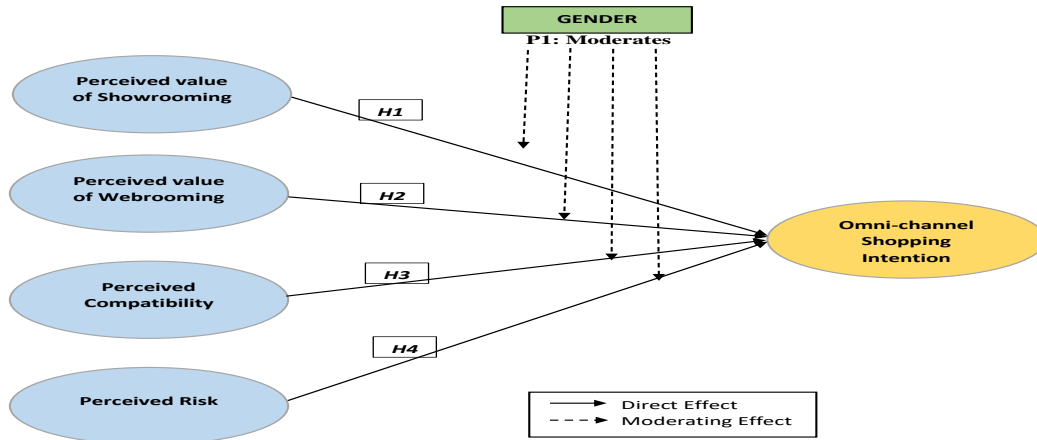 GENDER
P1: Moderates
Perceived value
of Showrooming
H1
Perceived value
of Webrooming
H2
Omni-channel
Shopping
Intention
Perceived
Compatibility
H3
H4
Perceived Risk
Direct Effect
Moderating Effect